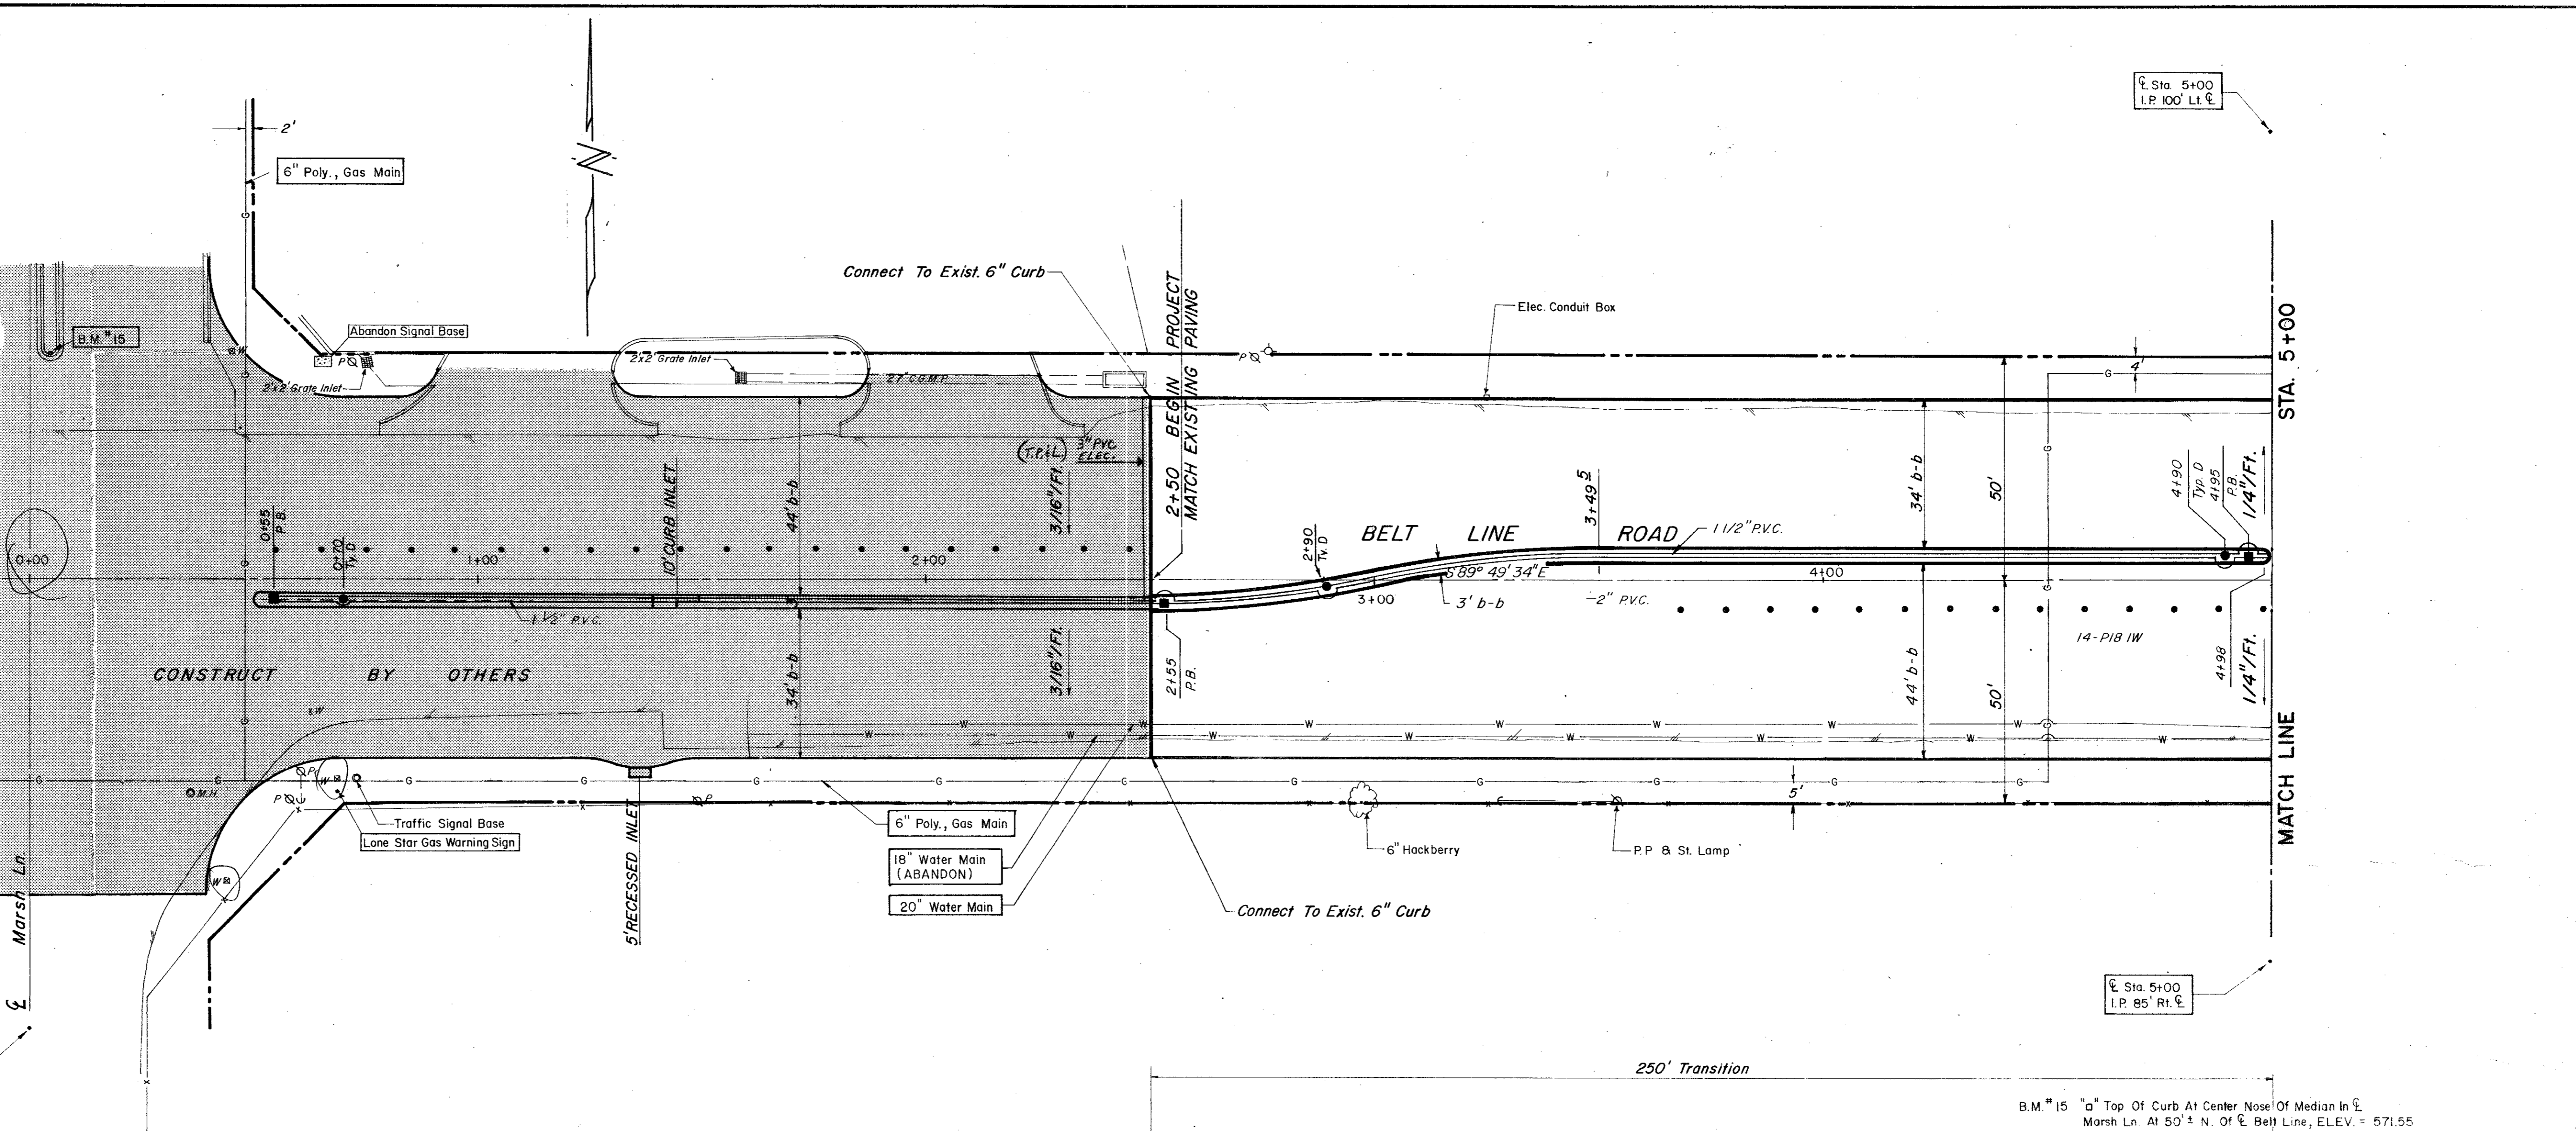 ℄ Sta. 5+00
I.P. 100' Lt. ℄
2'
6" Poly., Gas Main
Connect To Exist. 6" Curb
2+50 BEGIN PROJECT
MATCH EXISTING PAVING
Elec. Conduit Box
STA. 5+00
B.M. #15
Abandon Signal Base
P
2'x2' Grate Inlet
2'x2' Grate Inlet
27" C.G.M.P.
P
4'
G
W
G
(T.P.&L.)
3" PVC
ELEC.
0+55
P.B.
0+70
Ty. D
10' CURB INLET
44' b-b
3/16"/Ft.
2+90
Ty. D
3+49.5
34' b-b
50'
4+90
Typ. D
4+95
P.B.
1/4"/Ft.
BELT LINE ROAD
1 1/2" P.V.C.
0+00
1+00
2+00
3+00
4+00
S 89° 49' 34" E
3' b-b
2" P.V.C.
1 1/2" P.V.C.
14-P18 1W
CONSTRUCT BY OTHERS
34' b-b
3/16"/Ft.
2+55
P.B.
44' b-b
50'
4+98
1/4"/Ft.
W W W W W W W
W W W W W W W W
G G G G G G G G G G G
M.H.
P
W
P
P
5'
MATCH LINE
Traffic Signal Base
Lone Star Gas Warning Sign
W
5' RECESSED INLET
6" Poly., Gas Main
18" Water Main
(ABANDON)
20" Water Main
6" Hackberry
P.P & St. Lamp
Connect To Exist. 6" Curb
℄ Marsh Ln.
℄ Sta. 5+00
I.P. 85' Rt. ℄
250' Transition
B.M. #15 "□" Top Of Curb At Center Nose Of Median In ℄
Marsh Ln. At 50'± N. Of ℄ Belt Line, ELEV. = 571.55